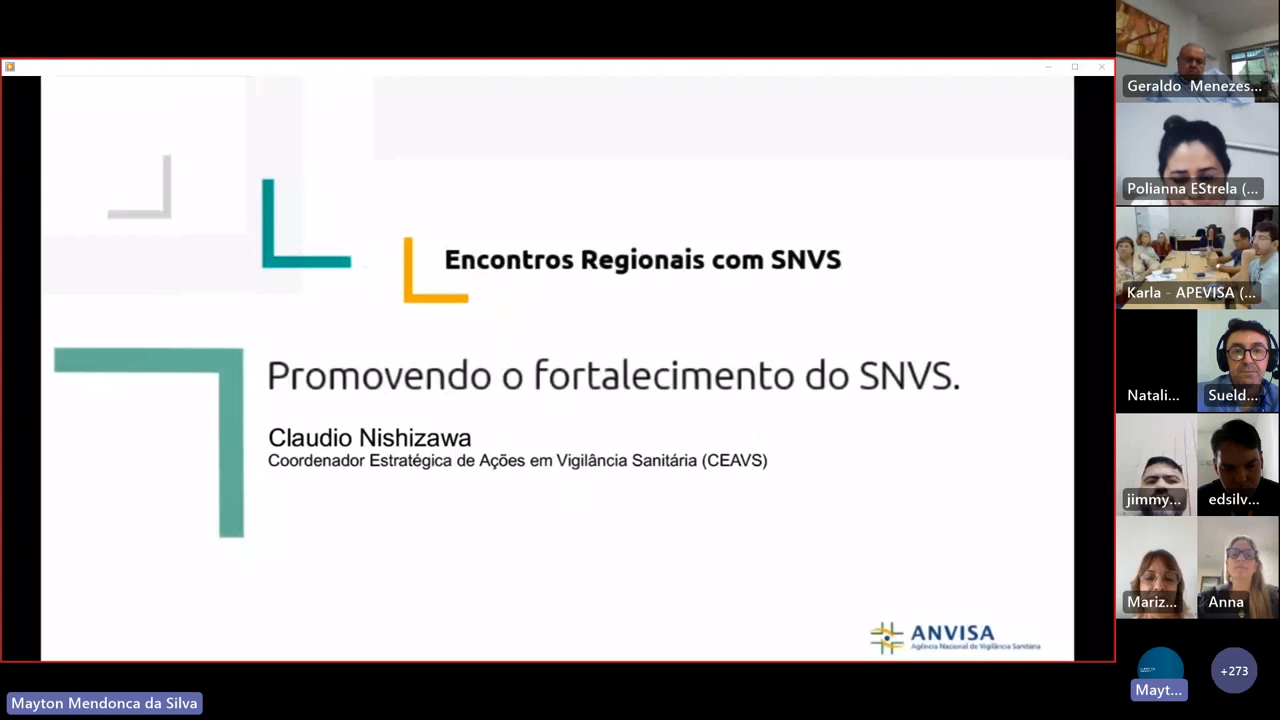 Encontros Regionais com SNVS
Promovendo o fortalecimento do SNVS.
Claudio Nishizawa
Coordenador Estratégica de Ações em Vigilância Sanitária (CEAVS)
ANVISA
Agência Nacional de Vigilância Sanitária
Geraldo Menezes...
Polianna EStrela (...
Karla - APEVISA (...
Natali...
Sueld...
jimmy...
edsilv...
Mariz...
Anna
Mayt...
+273
Mayton Mendonca da Silva